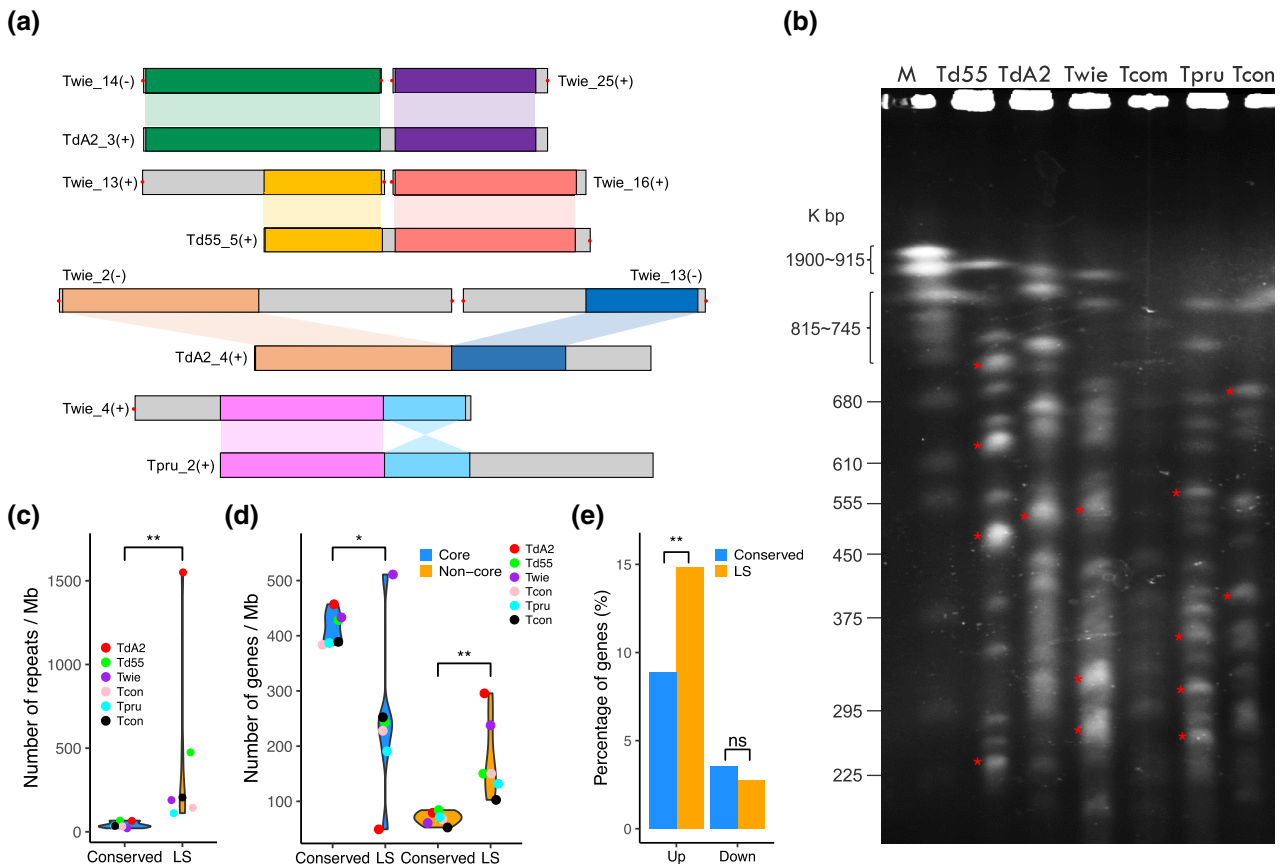 (a)
Twie_14(-)
Twie_25(+)
TdA2_3(+)
Twie_13(+)
Twie_16(+)
Td55_5(+)
Twie_2(-)
Twie_13(-)
TdA2_4(+)
Twie_4(+)
Tpru_2(+)
(b)
M Td55 TdA2 Twie Tcom Tpru Tcon
K bp
1900~915
815~745
680
610
555
450
375
295
225
*
*
*
*
*
*
*
*
*
*
*
*
*
*
(c)
Number of repeats / Mb
1500
1000
500
0
**
TdA2
Td55
Twie
Tcon
Tpru
Tcon
Conserved LS
(d)
Number of genes / Mb
500
400
300
200
100
*
**
Core
Non−core
TdA2
Td55
Twie
Tcon
Tpru
Tcon
Conserved LS Conserved LS
(e)
Percentage of genes (%)
15
10
5
0
**
ns
Conserved
LS
Up Down